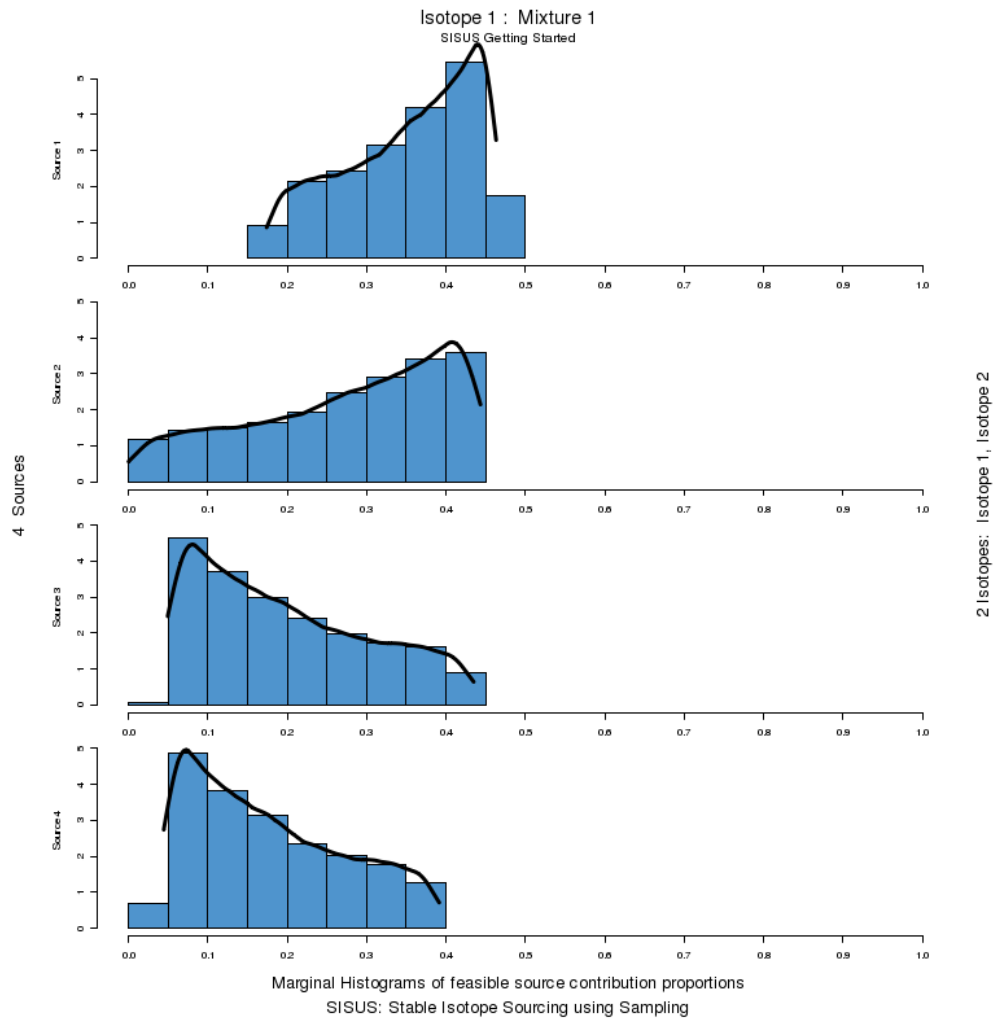 Isotope 1 : Mixture 1
SISUS Getting Started
Source 1
0 1 2 3 4 5
0.0 0.1 0.2 0.3 0.4 0.5 0.6 0.7 0.8 0.9 1.0
Source 2
0 1 2 3 4 5
0.0 0.1 0.2 0.3 0.4 0.5 0.6 0.7 0.8 0.9 1.0
4 Sources
2 Isotopes: Isotope 1, Isotope 2
Source 3
0 1 2 3 4 5
0.0 0.1 0.2 0.3 0.4 0.5 0.6 0.7 0.8 0.9 1.0
Source 4
0 1 2 3 4 5
0.0 0.1 0.2 0.3 0.4 0.5 0.6 0.7 0.8 0.9 1.0
Marginal Histograms of feasible source contribution proportions
SISUS: Stable Isotope Sourcing using Sampling